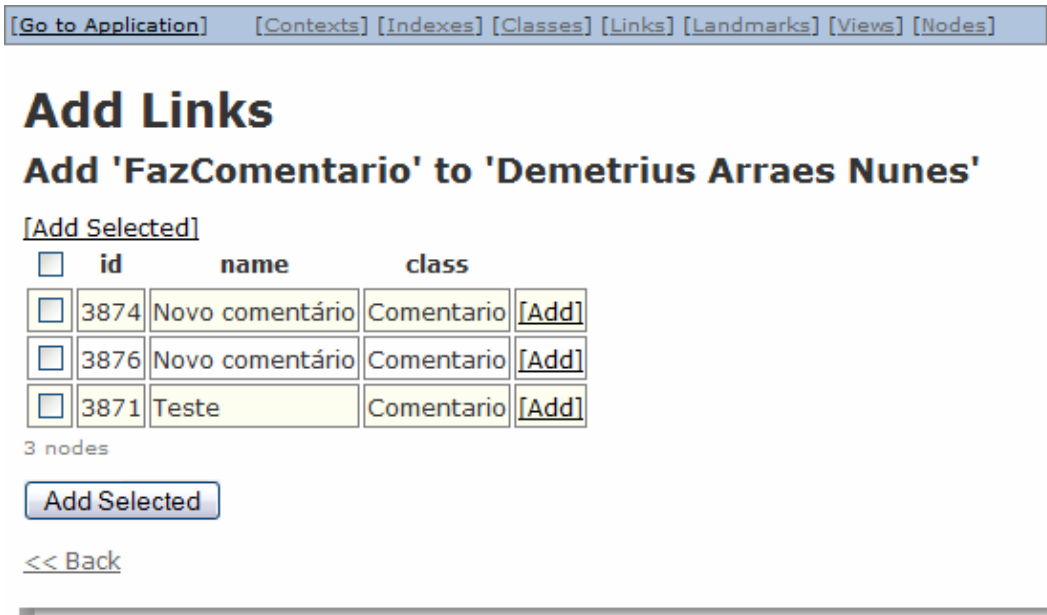 [Go to Application] [Contexts] [Indexes] [Classes] [Links] [Landmarks] [Views] [Nodes]
Add Links
Add 'FazComentario' to 'Demetrius Arraes Nunes'
[Add Selected]
id name class
3874 Novo comentário Comentario [Add]
3876 Novo comentário Comentario [Add]
3871 Teste Comentario [Add]
3 nodes
Add Selected
<< Back